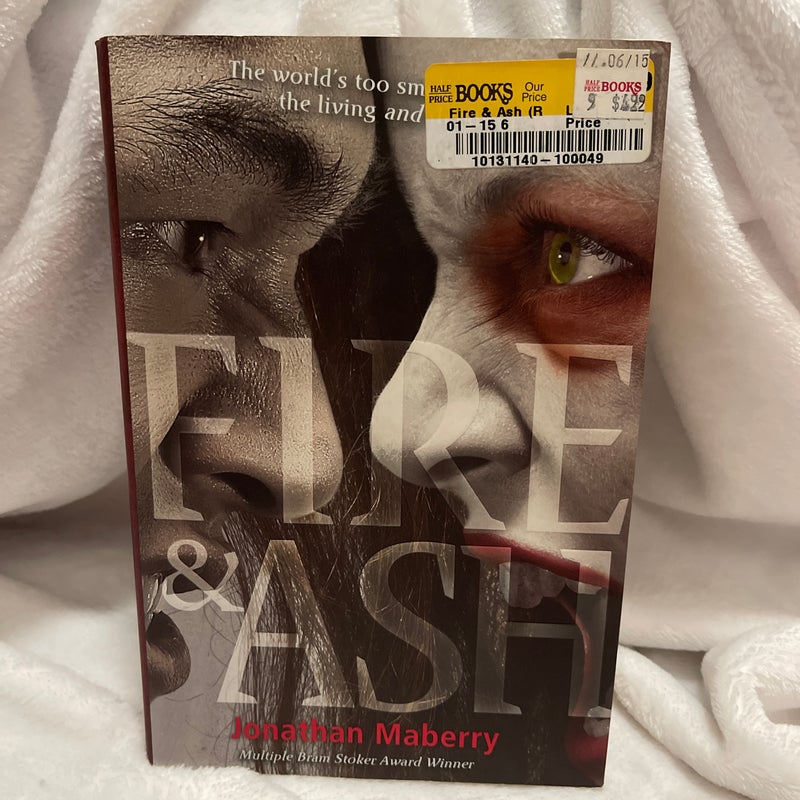 The world's too sm
the living and
HALF
PRICE BOOKS
Our
Price
Fire & Ash (R
01-15 6
Price
10131140-100049
11.06/15
HALF
PRICE BOOKS
9
FIRE
& ASH
Jonathan Maberry
Multiple Bram Stoker Award Winner